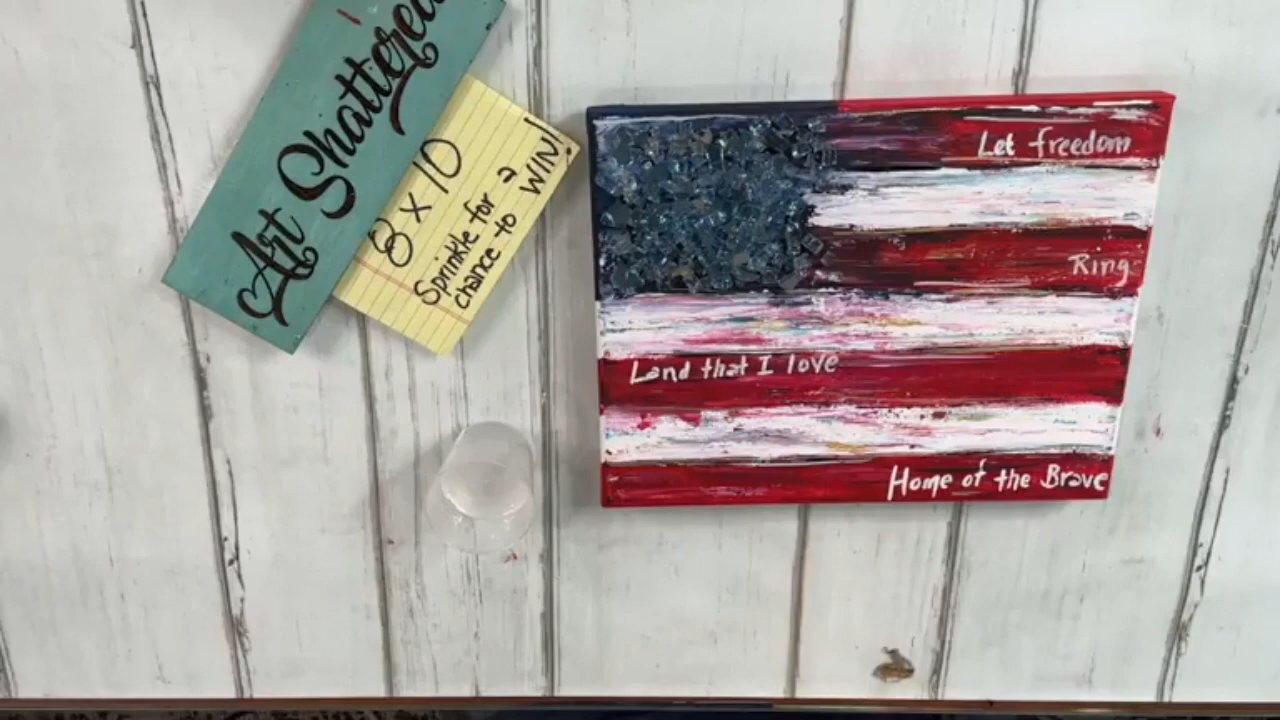 Art Shattered
8 x 10
Sprinkle for a
chance to WIN!
Let freedom
Ring
Land that I love
Home of the Brave